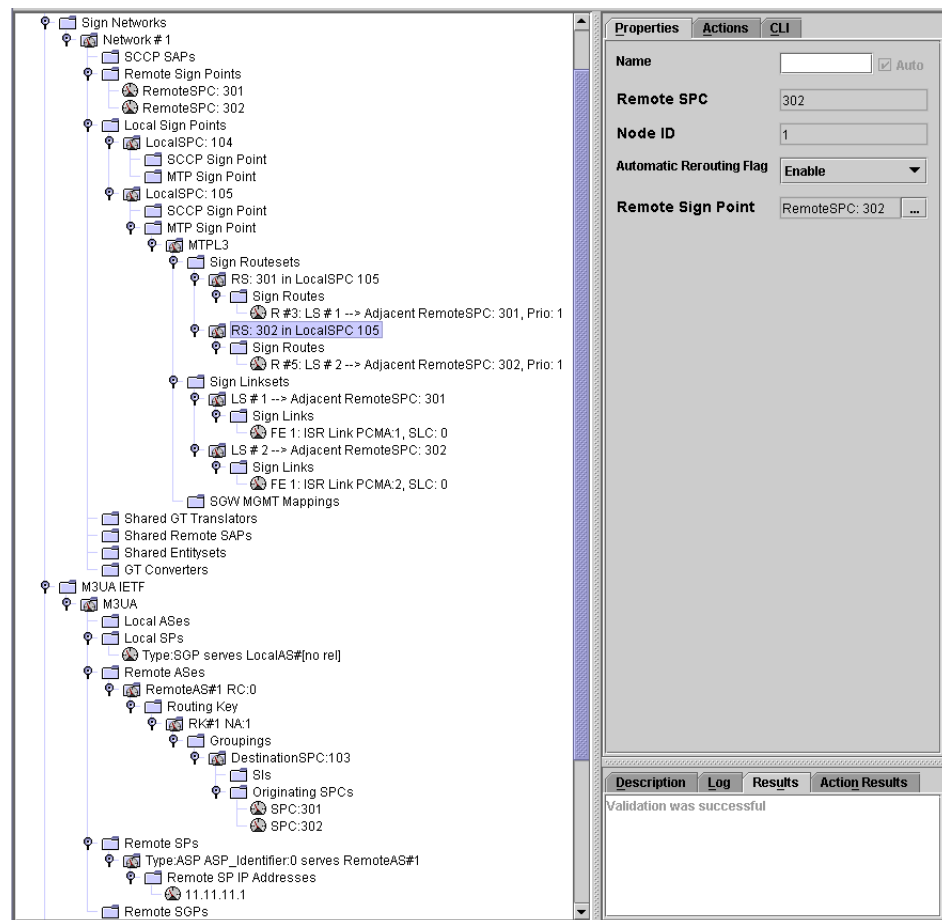 Sign Networks
Network # 1
SCCP SAPs
Remote Sign Points
RemoteSPC: 301
RemoteSPC: 302
Local Sign Points
LocalSPC: 104
SCCP Sign Point
MTP Sign Point
LocalSPC: 105
SCCP Sign Point
MTP Sign Point
MTPL3
Sign Routesets
RS: 301 in LocalSPC 105
Sign Routes
R #3: LS # 1 --> Adjacent RemoteSPC: 301, Prio: 1
RS: 302 in LocalSPC 105
Sign Routes
R #5: LS # 2 --> Adjacent RemoteSPC: 302, Prio: 1
Sign Linksets
LS # 1 --> Adjacent RemoteSPC: 301
Sign Links
FE 1: ISR Link PCMA:1, SLC: 0
LS # 2 --> Adjacent RemoteSPC: 302
Sign Links
FE 1: ISR Link PCMA:2, SLC: 0
SGW MGMT Mappings
Shared GT Translators
Shared Remote SAPs
Shared Entitysets
GT Converters
M3UA IETF
M3UA
Local ASes
Local SPs
Type:SGP serves LocalAS#[no rel]
Remote ASes
RemoteAS#1 RC:0
Routing Key
RK#1 NA:1
Groupings
DestinationSPC:103
SIs
Originating SPCs
SPC:301
SPC:302
Remote SPs
Type:ASP ASP_Identifier:0 serves RemoteAS#1
Remote SP IP Addresses
11.11.11.1
Remote SGPs
Properties Actions CLI
Name Auto
Remote SPC 302
Node ID 1
Automatic Rerouting Flag Enable
Remote Sign Point RemoteSPC: 302 ...
Description Log Results Action Results
Validation was successful